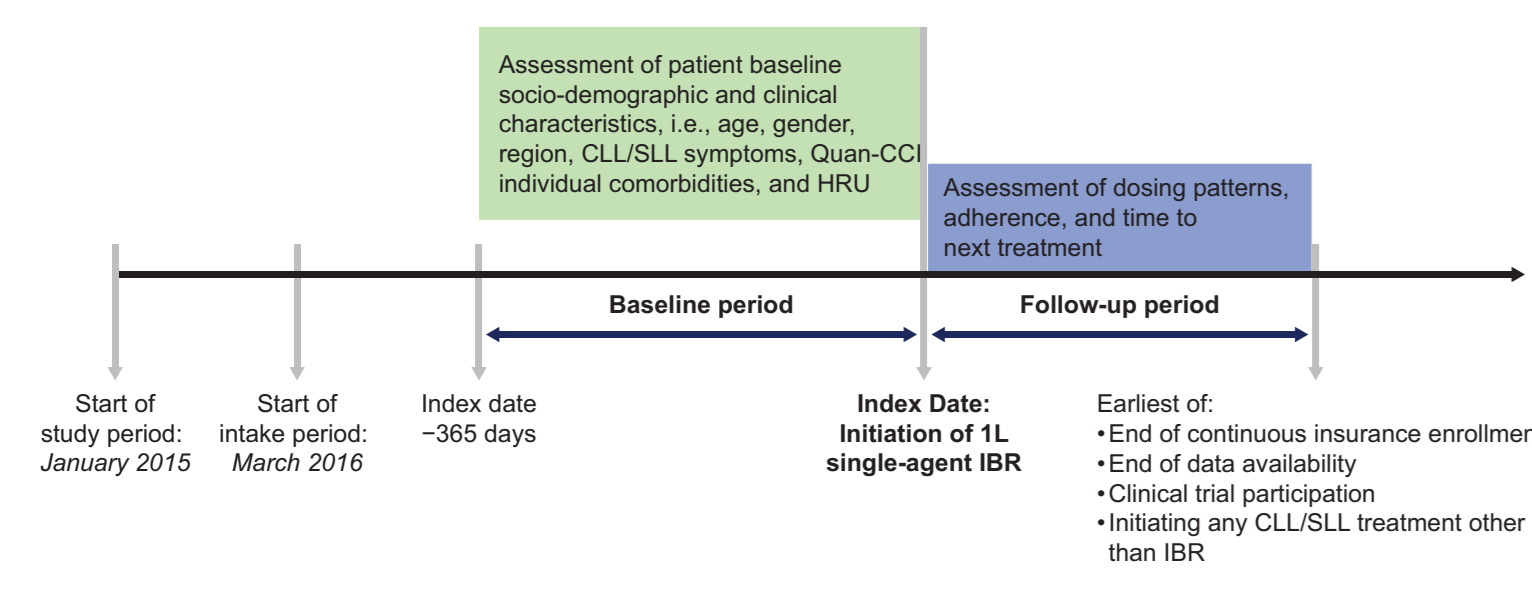 Assessment of patient baseline
socio-demographic and clinical
characteristics, i.e., age, gender,
region, CLL/SLL symptoms, Quan-CCI
individual comorbidities, and HRU
Assessment of dosing patterns,
adherence, and time to
next treatment
Baseline period
Follow-up period
Start of
study period:
January 2015
Start of
intake period:
March 2016
Index date
−365 days
Index Date:
Initiation of 1L
single-agent IBR
Earliest of:
•End of continuous insurance enrollmen
•End of data availability
•Clinical trial participation
•Initiating any CLL/SLL treatment other
than IBR